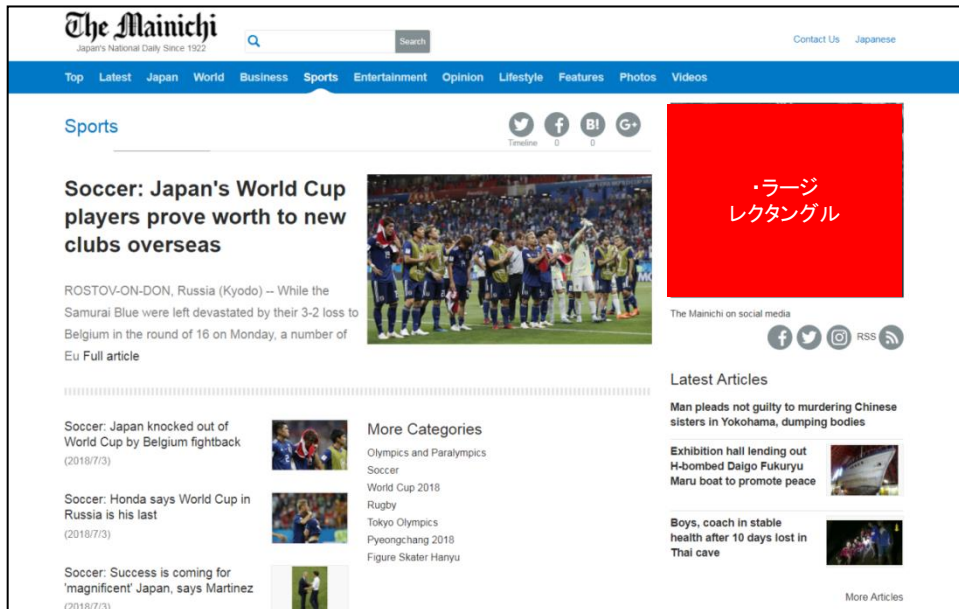 The Mainichi
Japan's National Daily Since 1922
Search
Contact Us Japanese
Top Latest Japan World Business Sports Entertainment Opinion Lifestyle Features Photos Videos
Sports
B! G+
Timeline 0 0
Soccer: Japan's World Cup
players prove worth to new
clubs overseas
ROSTOV-ON-DON, Russia (Kyodo) -- While the
Samurai Blue were left devastated by their 3-2 loss to
Belgium in the round of 16 on Monday, a number of
Eu Full article
・ラージ
レクタングル
The Mainichi on social media
RSS
Soccer: Japan knocked out of
World Cup by Belgium fightback
(2018/7/3)
Soccer: Honda says World Cup in
Russia is his last
(2018/7/3)
Soccer: Success is coming for
'magnificent' Japan, says Martinez
(2018/7/3)
More Categories
Olympics and Paralympics
Soccer
World Cup 2018
Rugby
Tokyo Olympics
Pyeongchang 2018
Figure Skater Hanyu
Latest Articles
Man pleads not guilty to murdering Chinese
sisters in Yokohama, dumping bodies
Exhibition hall lending out
H-bombed Daigo Fukuryu
Maru boat to promote peace
Boys, coach in stable
health after 10 days lost in
Thai cave
More Articles